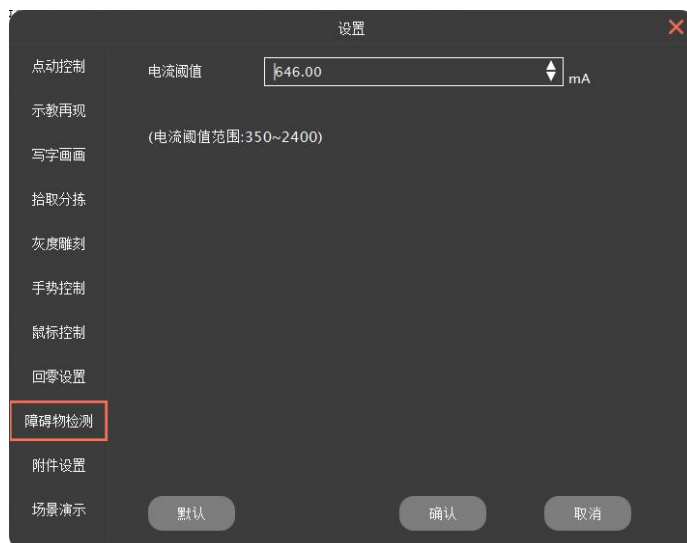 设置
点动控制
示教再现
写字画画
拾取分拣
灰度雕刻
手势控制
鼠标控制
回零设置
障碍物检测
附件设置
场景演示
电流阈值 646.00 mA
(电流阈值范围:350~2400)
默认 确认 取消